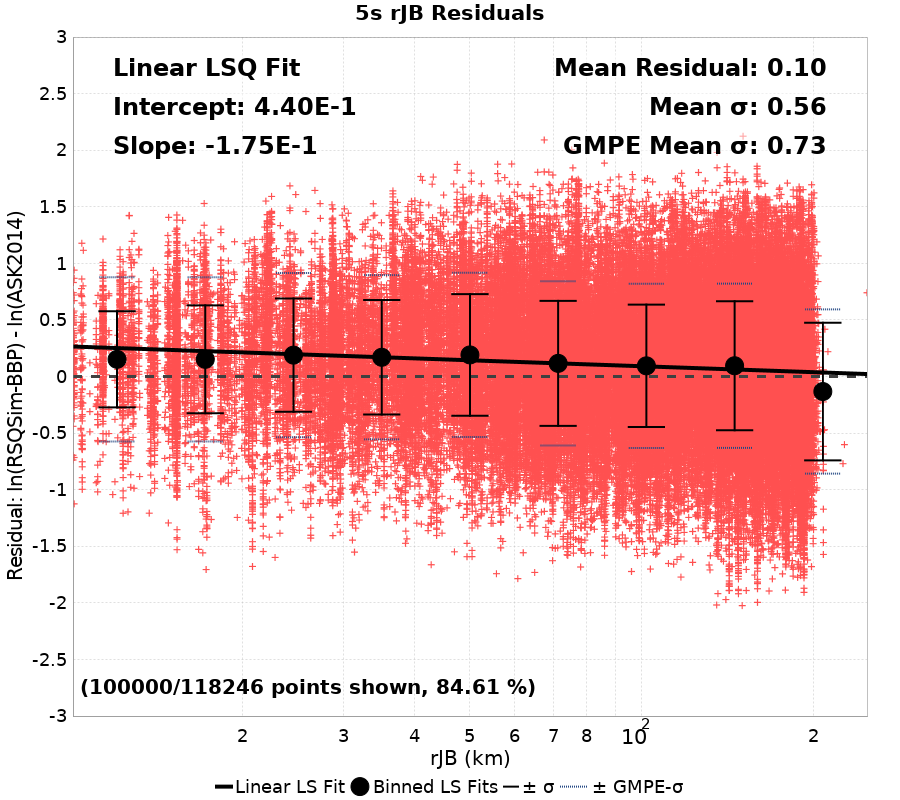 5s rJB Residuals
Linear LSQ Fit
Intercept: 4.40E-1
Slope: -1.75E-1
Mean Residual: 0.10
Mean σ: 0.56
GMPE Mean σ: 0.73
Residual: ln(RSQSim-BBP) - ln(ASK2014)
3
2.5
2
1.5
1
0.5
0
-0.5
-1
-1.5
-2
-2.5
-3
(100000/118246 points shown, 84.61 %)
2 3 4 5 6 7 8 10² 2
rJB (km)
Linear LS Fit Binned LS Fits ± σ ± GMPE-σ